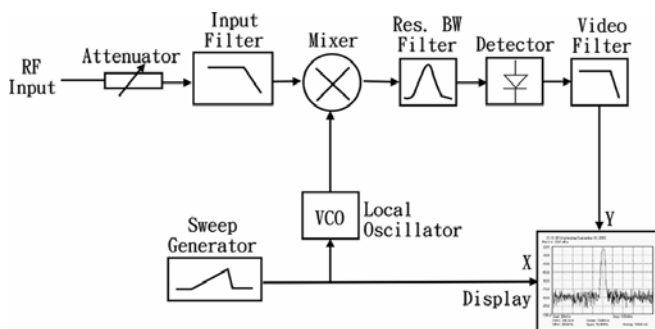 RF
Input
Attenuator
Input
Filter
Mixer
Res. BW
Filter
Detector
Video
Filter
VCO
Local
Oscillator
Sweep
Generator
X
Y
Display